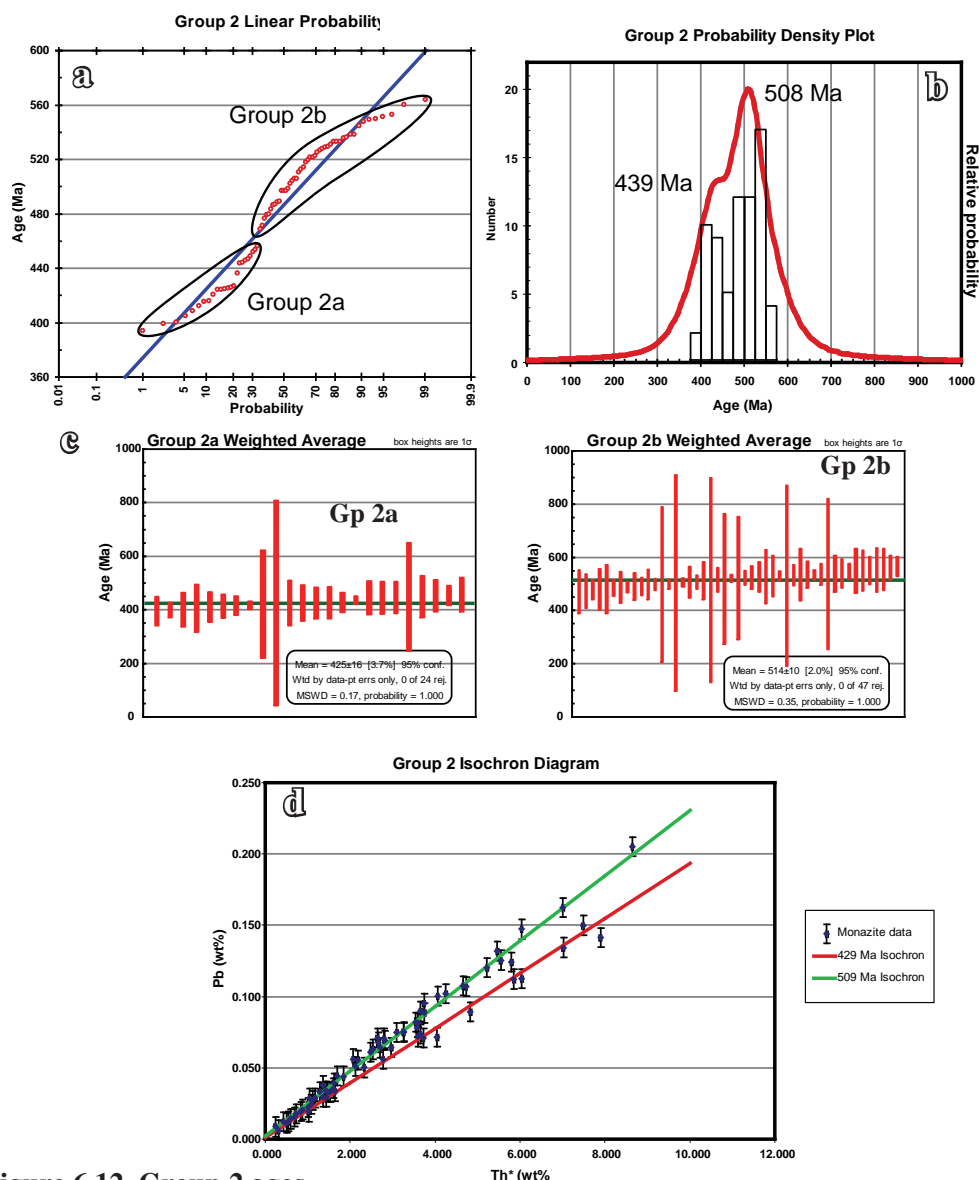 Group 2 Linear Probability
a
600
560
520
480
440
400
360
Age (Ma)
Group 2b
Group 2a
0.01
0.1
1
5
10
20
30
50
70
80
90
95
99
99.9
Probability
Group 2 Probability Density Plot
b
508 Ma
439 Ma
20
15
10
5
0
Number
Relative probability
0 100 200 300 400 500 600 700 800 900 1000
Age (Ma)
c
Group 2a Weighted Average
box heights are 1σ
Gp 2a
1000
800
600
400
200
0
Age (Ma)
Mean = 425±16 [3.7%] 95% conf.
Wtd by data-pt errs only, 0 of 24 rej.
MSWD = 0.17, probability = 1.000
Group 2b Weighted Average
box heights are 1σ
Gp 2b
1000
800
600
400
200
0
Age (Ma)
Mean = 514±10 [2.0%] 95% conf.
Wtd by data-pt errs only, 0 of 47 rej.
MSWD = 0.35, probability = 1.000
Group 2 Isochron Diagram
d
0.250
0.200
0.150
0.100
0.050
0.000
Pb (wt%)
0.000 2.000 4.000 6.000 8.000 10.000 12.000
Th* (wt%
Monazite data
429 Ma Isochron
509 Ma Isochron